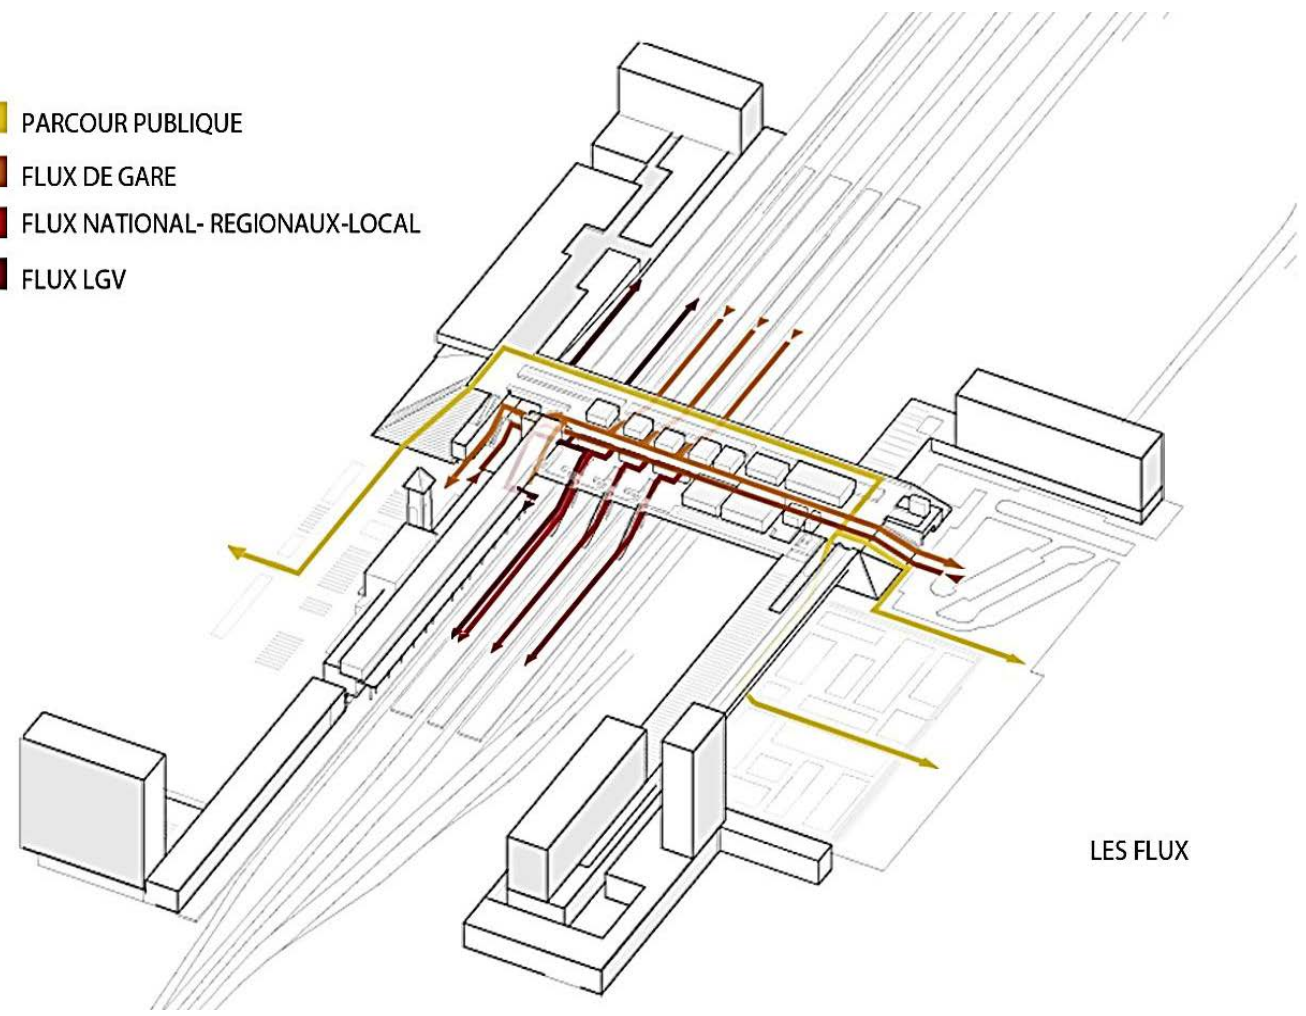 PARCOUR PUBLIQUE
FLUX DE GARE
FLUX NATIONAL- REGIONAUX-LOCAL
FLUX LGV
LES FLUX